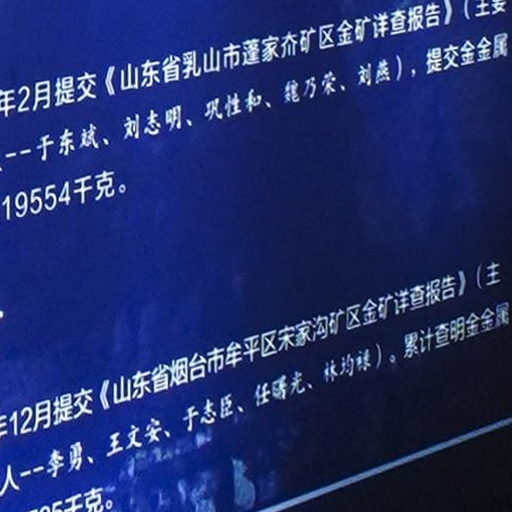 年2月提交《山东省乳山市蓬家夼矿区金矿详查报告》（主要
--于东斌、刘志明、巩性和、魏乃荣、刘燕），提交金金属
19554千克。
年12月提交《山东省烟台市牟平区宋家沟矿区金矿详查报告》（主
人--李勇、王文安、于志臣、任曙光、林均禄）。累计查明金金属
千克。